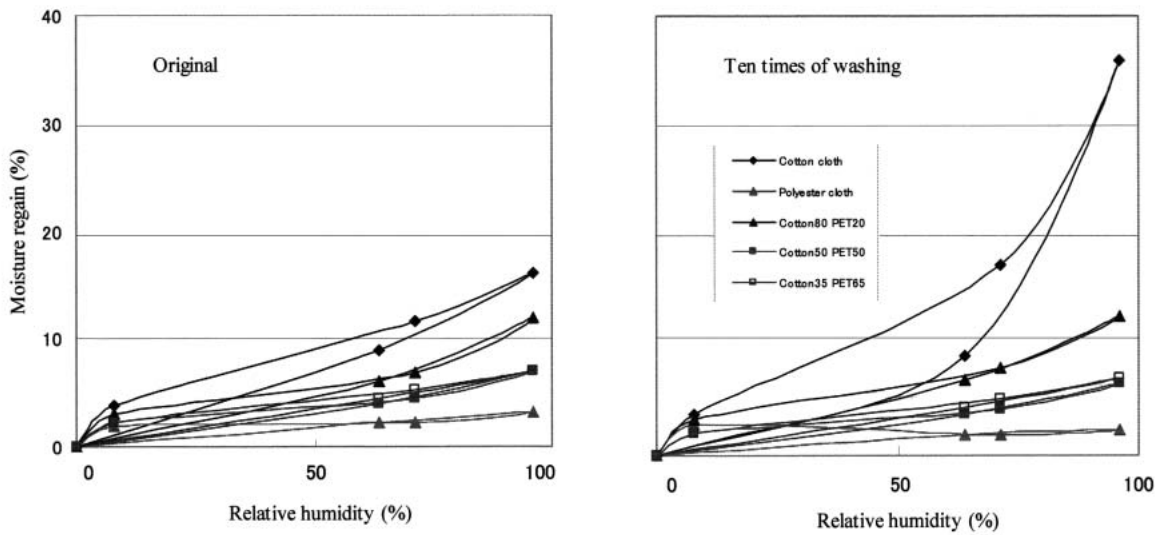 40
30
20
10
0
Moisture regain (%)
Original
0 50 100
Relative humidity (%)
Ten times of washing
Cotton cloth
Polyester cloth
Cotton80 PET20
Cotton50 PET50
Cotton35 PET65
0 50 100
Relative humidity (%)